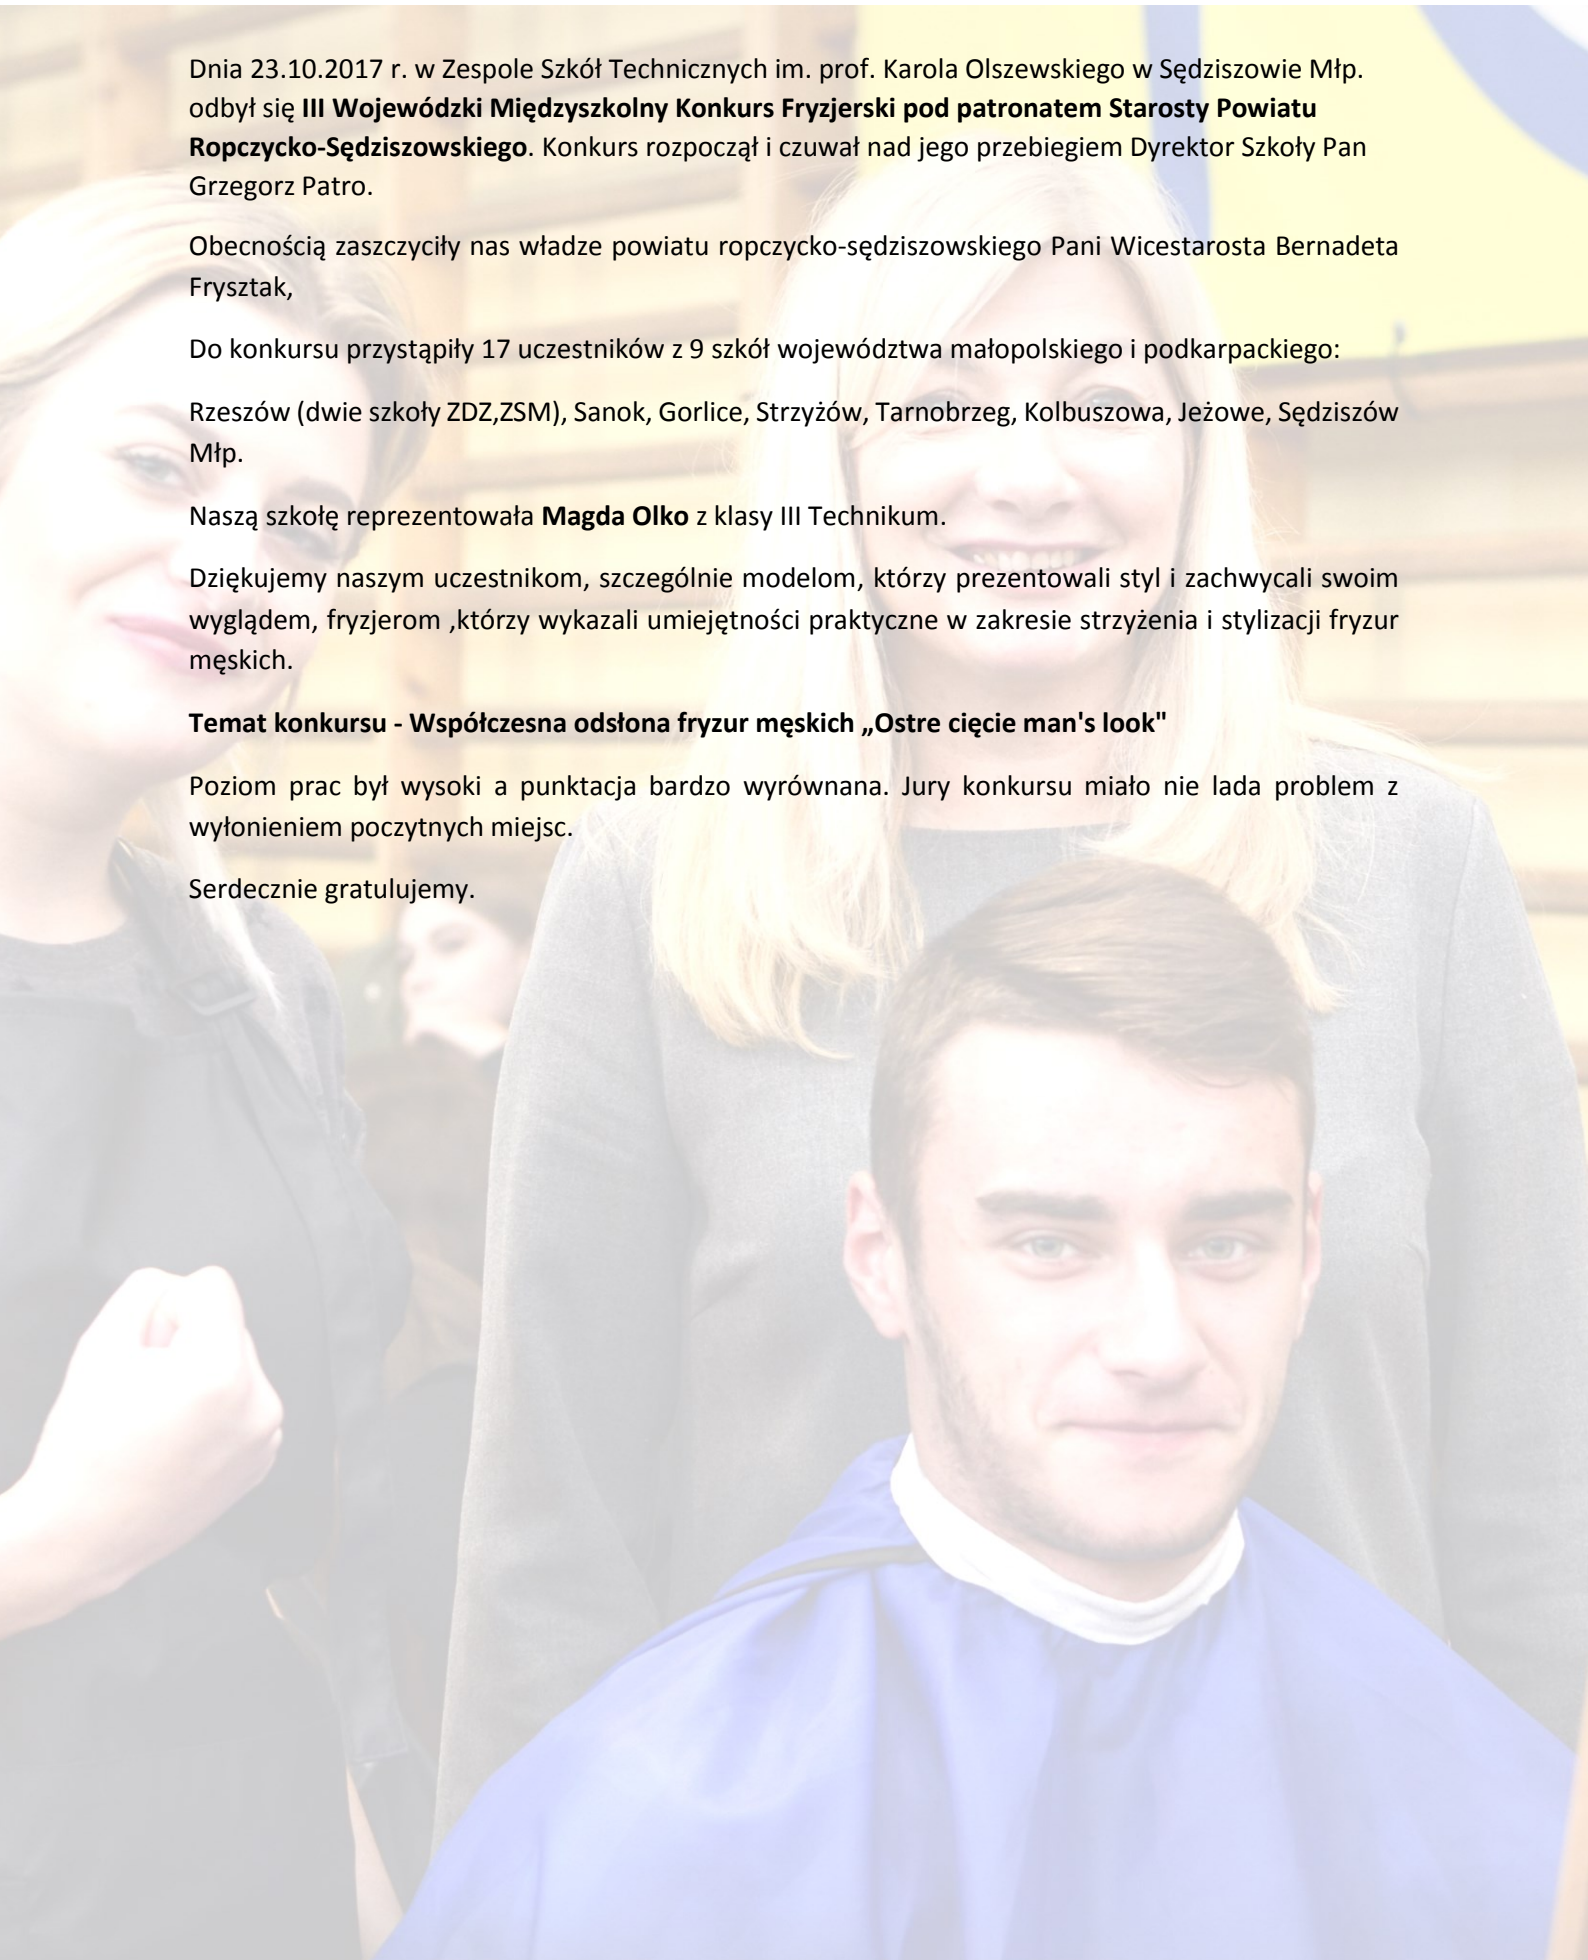 Dnia 23.10.2017 r. w Zespole Szkół Technicznych im. prof. Karola Olszewskiego w Sędziszowie Młp.
odbył się III Wojewódzki Międzyszkolny Konkurs Fryzjerski pod patronatem Starosty Powiatu
Ropczycko-Sędziszowskiego. Konkurs rozpoczął i czuwał nad jego przebiegiem Dyrektor Szkoły Pan
Grzegorz Patro.
Obecnością zaszczyciły nas władze powiatu ropczycko-sędziszowskiego Pani Wicestarosta Bernadeta
Frysztak,
Do konkursu przystąpiły 17 uczestników z 9 szkół województwa małopolskiego i podkarpackiego:
Rzeszów (dwie szkoły ZDZ,ZSM), Sanok, Gorlice, Strzyżów, Tarnobrzeg, Kolbuszowa, Jeżowe, Sędziszów
Młp.
Naszą szkołę reprezentowała Magda Olko z klasy III Technikum.
Dziękujemy naszym uczestnikom, szczególnie modelom, którzy prezentowali styl i zachwycali swoim
wyglądem, fryzjerom ,którzy wykazali umiejętności praktyczne w zakresie strzyżenia i stylizacji fryzur
męskich.
Temat konkursu - Współczesna odsłona fryzur męskich „Ostre cięcie man's look"
Poziom prac był wysoki a punktacja bardzo wyrównana. Jury konkursu miało nie lada problem z
wyłonieniem poczytnych miejsc.
Serdecznie gratulujemy.